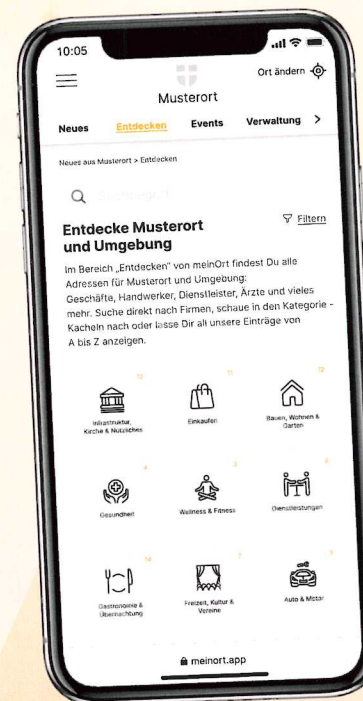 10:05
Ort ändern
Musterort
Neues Entdecken Events Verwaltung >
Neues aus Musterort > Entdecken
Entdecke Musterort
und Umgebung
Filtern
Im Bereich „Entdecken" von meinOrt findest Du alle
Adressen für Musterort und Umgebung:
Geschäfte, Handwerker, Dienstleister, Ärzte und vieles
mehr. Suche direkt nach Firmen, schaue in den Kategorie -
Kacheln nach oder lasse Dir all unsere Einträge von
A bis Z anzeigen.
Infrastruktur,
Kirche & Nützliches
Einkaufen
Bauen, Wohnen &
Garten
Gesundheit
Wellness & Fitness
Dienstleistungen
Gastronomie &
Übernachtung
Freizeit, Kultur &
Vereine
Auto & Motor
meinort.app